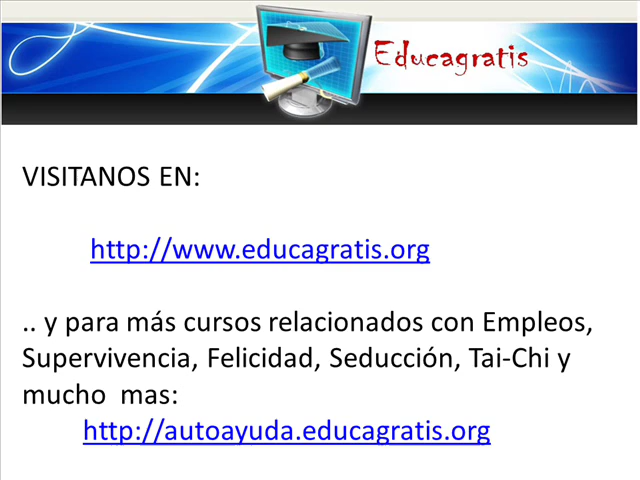 Educagratis
VISITANOS EN:
http://www.educagratis.org
.. y para más cursos relacionados con Empleos,
Supervivencia, Felicidad, Seducción, Tai-Chi y
mucho mas:
http://autoayuda.educagratis.org